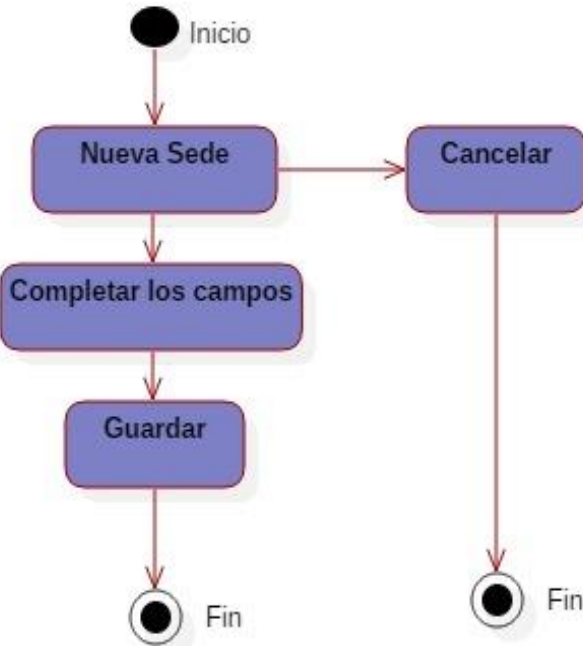 Inicio
Nueva Sede
Cancelar
Completar los campos
Guardar
Fin
Fin